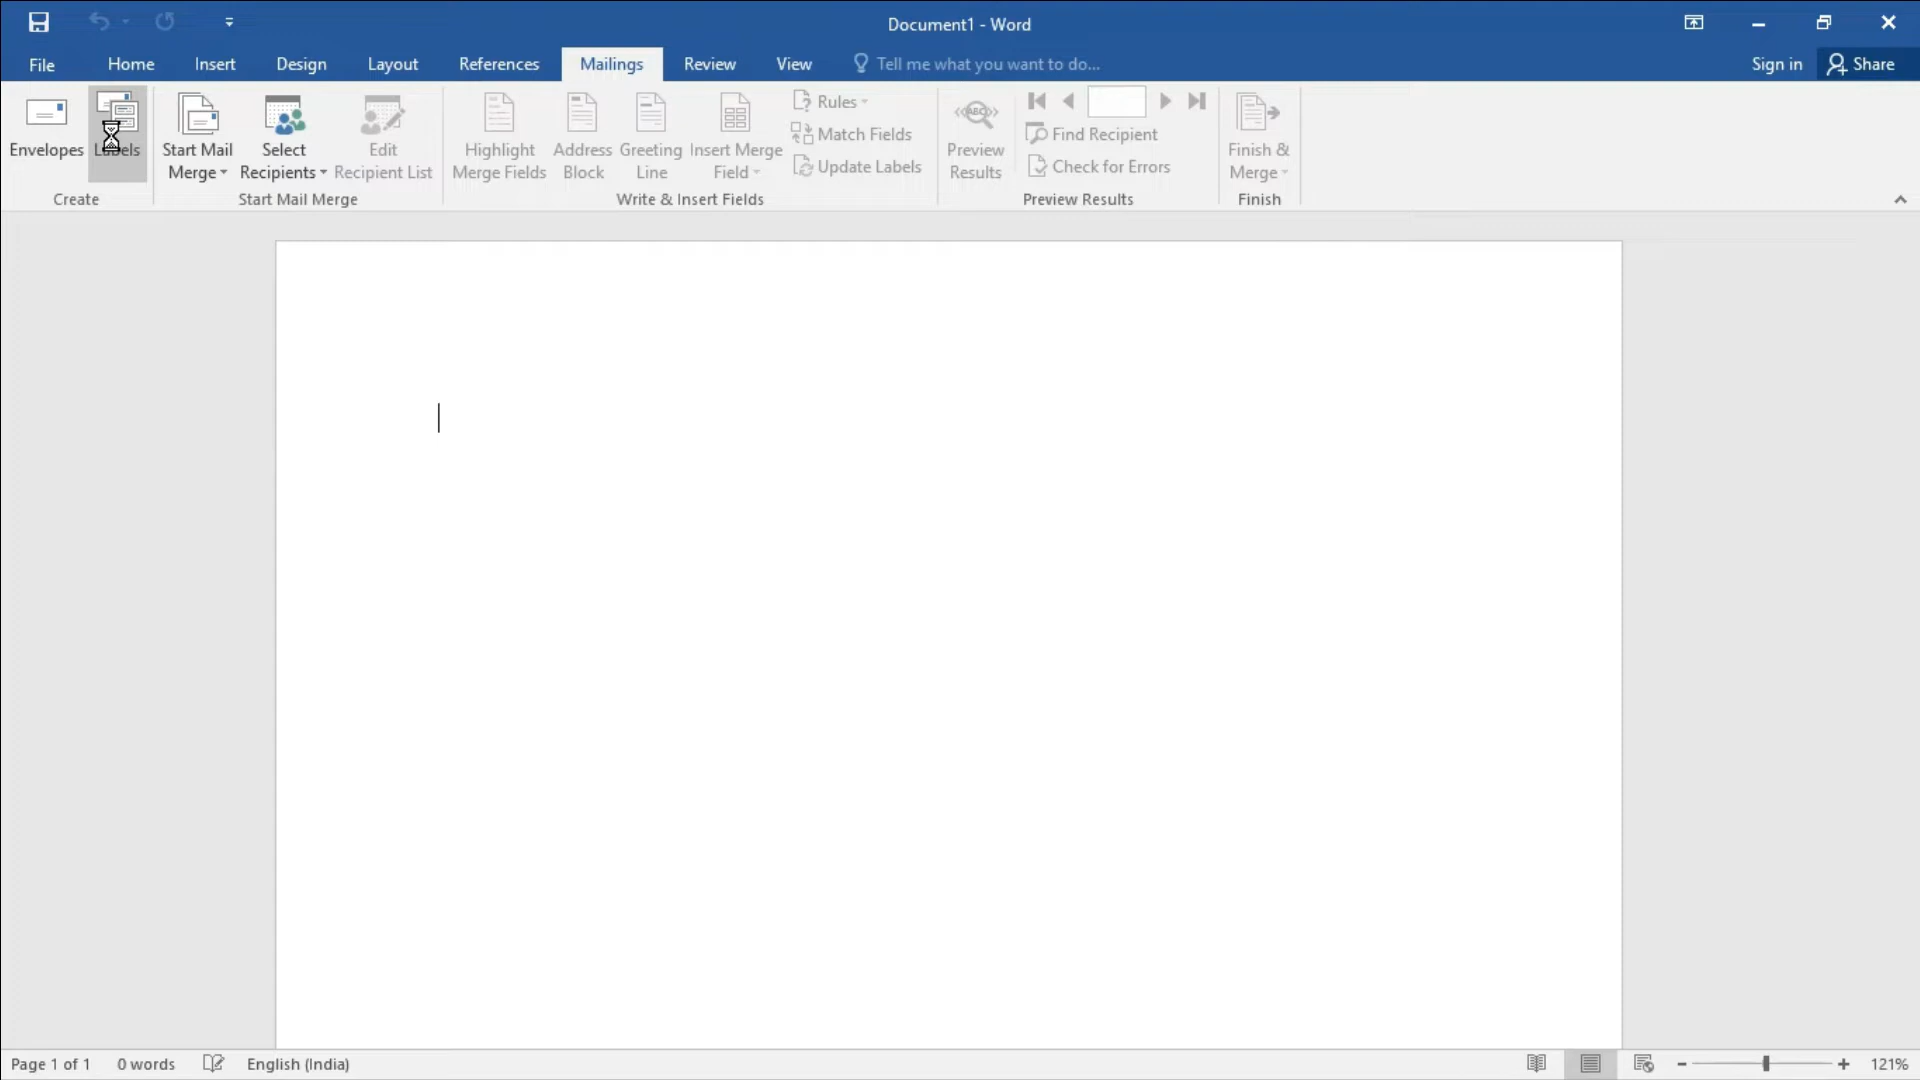 Document1 - Word
File Home Insert Design Layout References Mailings Review View Tell me what you want to do... Sign in Share
Envelopes Labels
Start Mail Merge
Select Recipients
Edit Recipient List
Highlight Merge Fields
Address Block
Greeting Line
Insert Merge Field
Rules
Match Fields
Update Labels
ABC
Preview Results
Find Recipient
Check for Errors
Finish & Merge
Create Start Mail Merge Write & Insert Fields Preview Results Finish
Page 1 of 1 0 words English (India) 121%